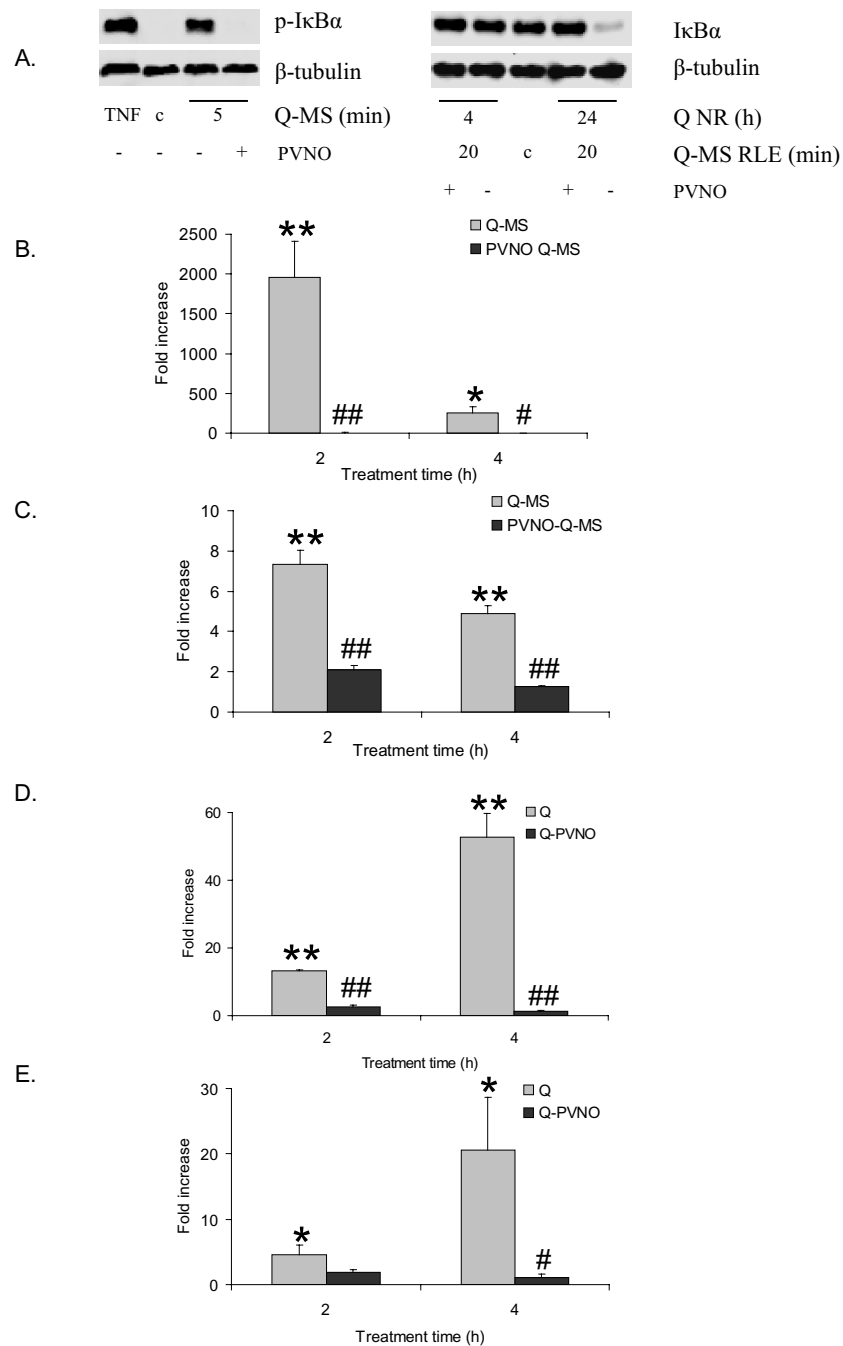 A.
p-IκBα
β-tubulin
TNF c 5 Q-MS (min)
- - - + PVNO
IκBα
β-tubulin
4 24 Q NR (h)
20 c 20 Q-MS RLE (min)
+ - + - PVNO
B.
Q-MS
PVNO Q-MS
Fold increase
2500
2000
1500
1000
500
0
** ## * #
2 4
Treatment time (h)
C.
Q-MS
PVNO-Q-MS
Fold increase
10
8
6
4
2
0
** ## ** ##
2 4
Treatment time (h)
D.
Q
Q-PVNO
Fold increase
60
40
20
0
** ## ** ##
2 4
Treatment time (h)
E.
Q
Q-PVNO
Fold increase
30
20
10
0
* * #
2 4
Treatment time (h)